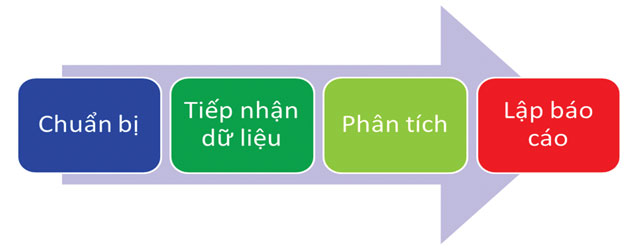 Chuẩn bị
Tiếp nhận
dữ liệu
Phân tích
Lập báo
cáo